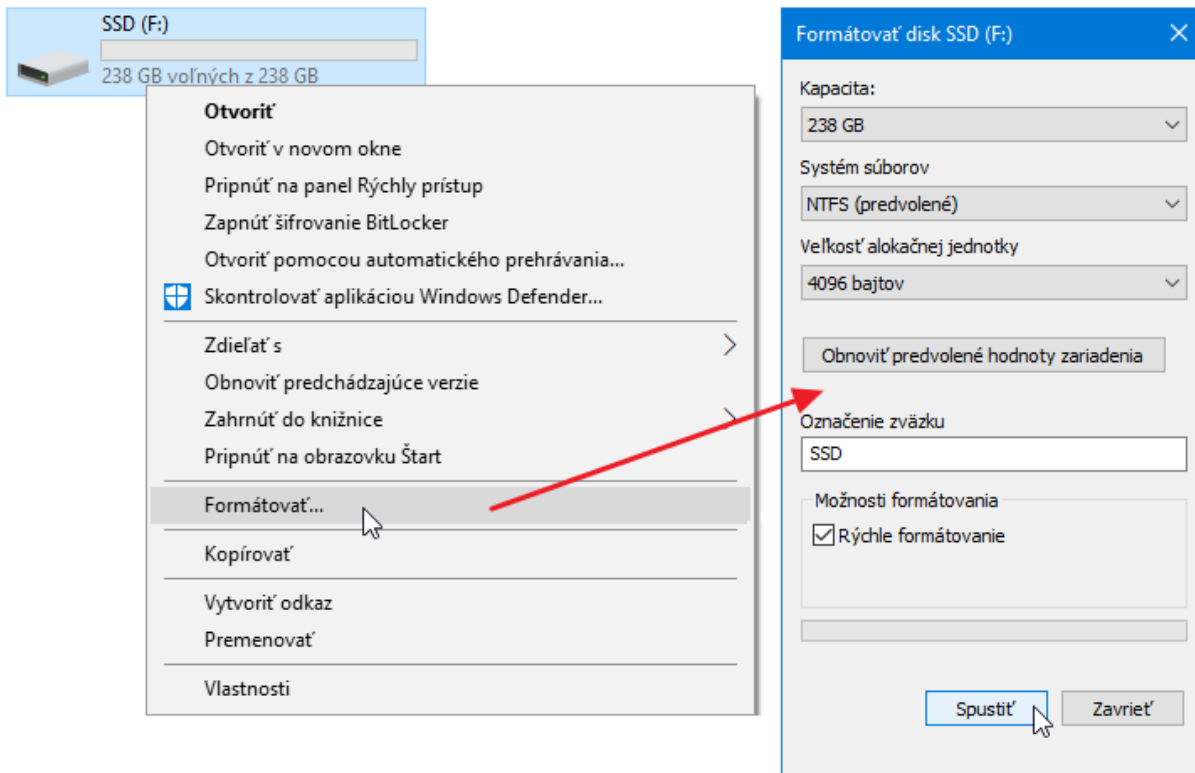 SSD (F:)
238 GB voľných z 238 GB
Otvoriť
Otvoriť v novom okne
Pripnúť na panel Rýchly prístup
Zapnúť šifrovanie BitLocker
Otvoriť pomocou automatického prehrávania...
Skontrolovať aplikáciou Windows Defender...
Zdieľať s
Obnoviť predchádzajúce verzie
Zahrnúť do knižnice
Pripnúť na obrazovku Štart
Formátovať...
Kopírovať
Vytvoriť odkaz
Premenovať
Vlastnosti
Formátovať disk SSD (F:)
Kapacita:
238 GB
Systém súborov
NTFS (predvolené)
Veľkosť alokačnej jednotky
4096 bajtov
Obnoviť predvolené hodnoty zariadenia
Označenie zväzku
SSD
Možnosti formátovania
Rýchle formátovanie
Spustiť
Zavrieť